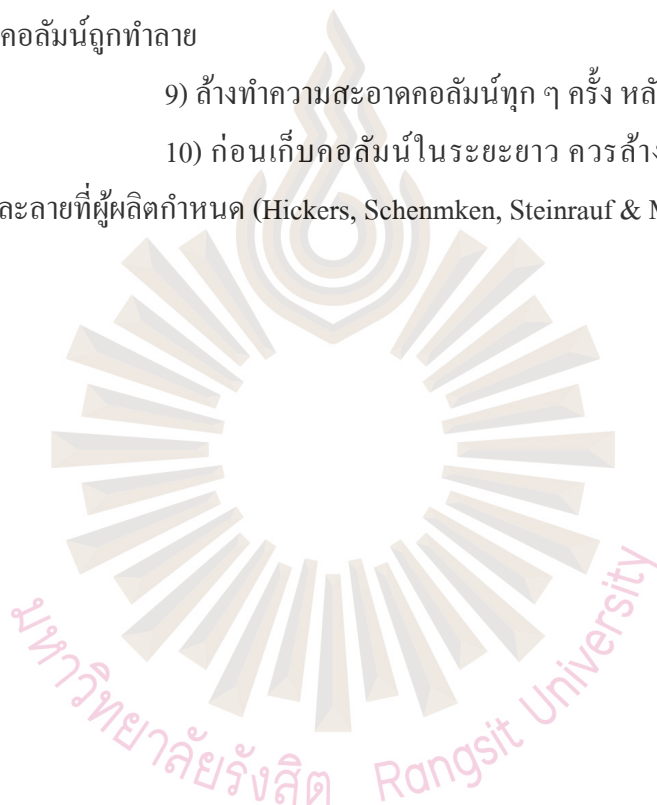 คอลัมน์ถูกทำลาย
9) ล้างทำความสะอาดคอลัมน์ทุก ๆ ครั้ง
10) ก่อนเก็บคอลัมน์ในระยะยาว ควรล้าง
ละลายที่ผู้ผลิตกำหนด (Hickers, Schenmken, Steinrauf &
มหาวิทยาลัยรังสิต Rangsit University